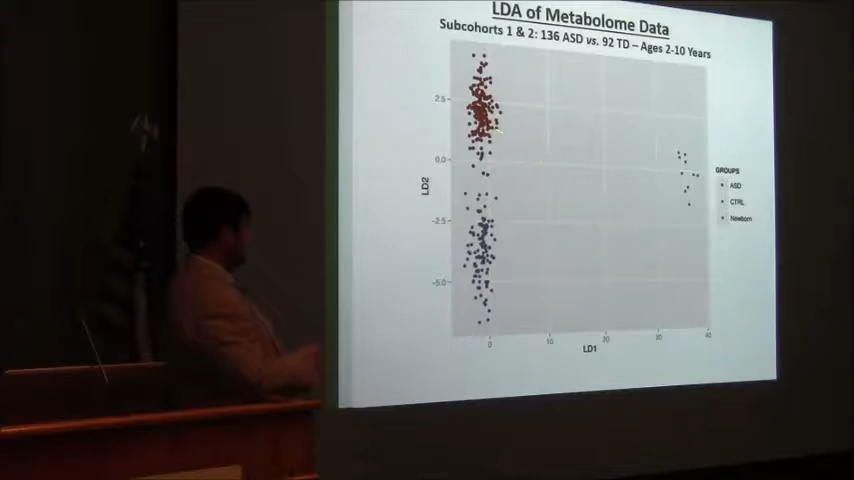 LDA of Metabolome Data
Subcohorts 1 & 2: 136 ASD vs. 92 TD – Ages 2-10 Years
2.5
0.0
-2.5
-5.0
LD2
0
10
20
30
40
LD1
GROUPS
ASD
CTRL
Newborn